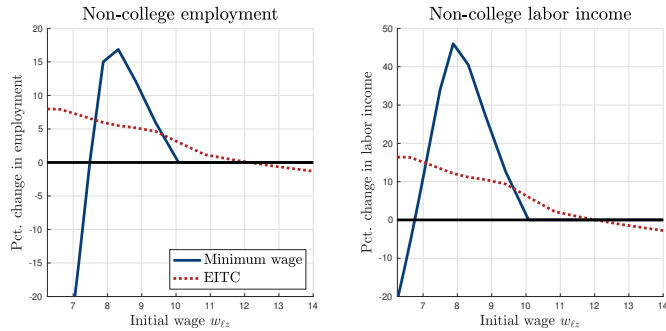 Non-college employment
Pct. change in employment
20
15
10
5
0
-5
-10
-15
-20
Minimum wage
EITC
7 8 9 10 11 12 13 14
Initial wage wℓz
Non-college labor income
Pct. change in labor income
50
40
30
20
10
0
-10
-20
7 8 9 10 11 12 13 14
Initial wage wℓz